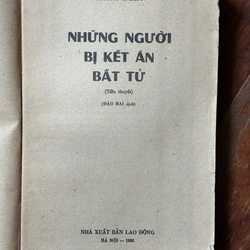 NHỮNG NGƯỜI
BỊ KẾT ÁN
BẤT TỬ
(Tiểu thuyết)
(ĐÀO MAI dịch)
NHÀ XUẤT BẢN LAO ĐỘNG
HÀ NỘI —